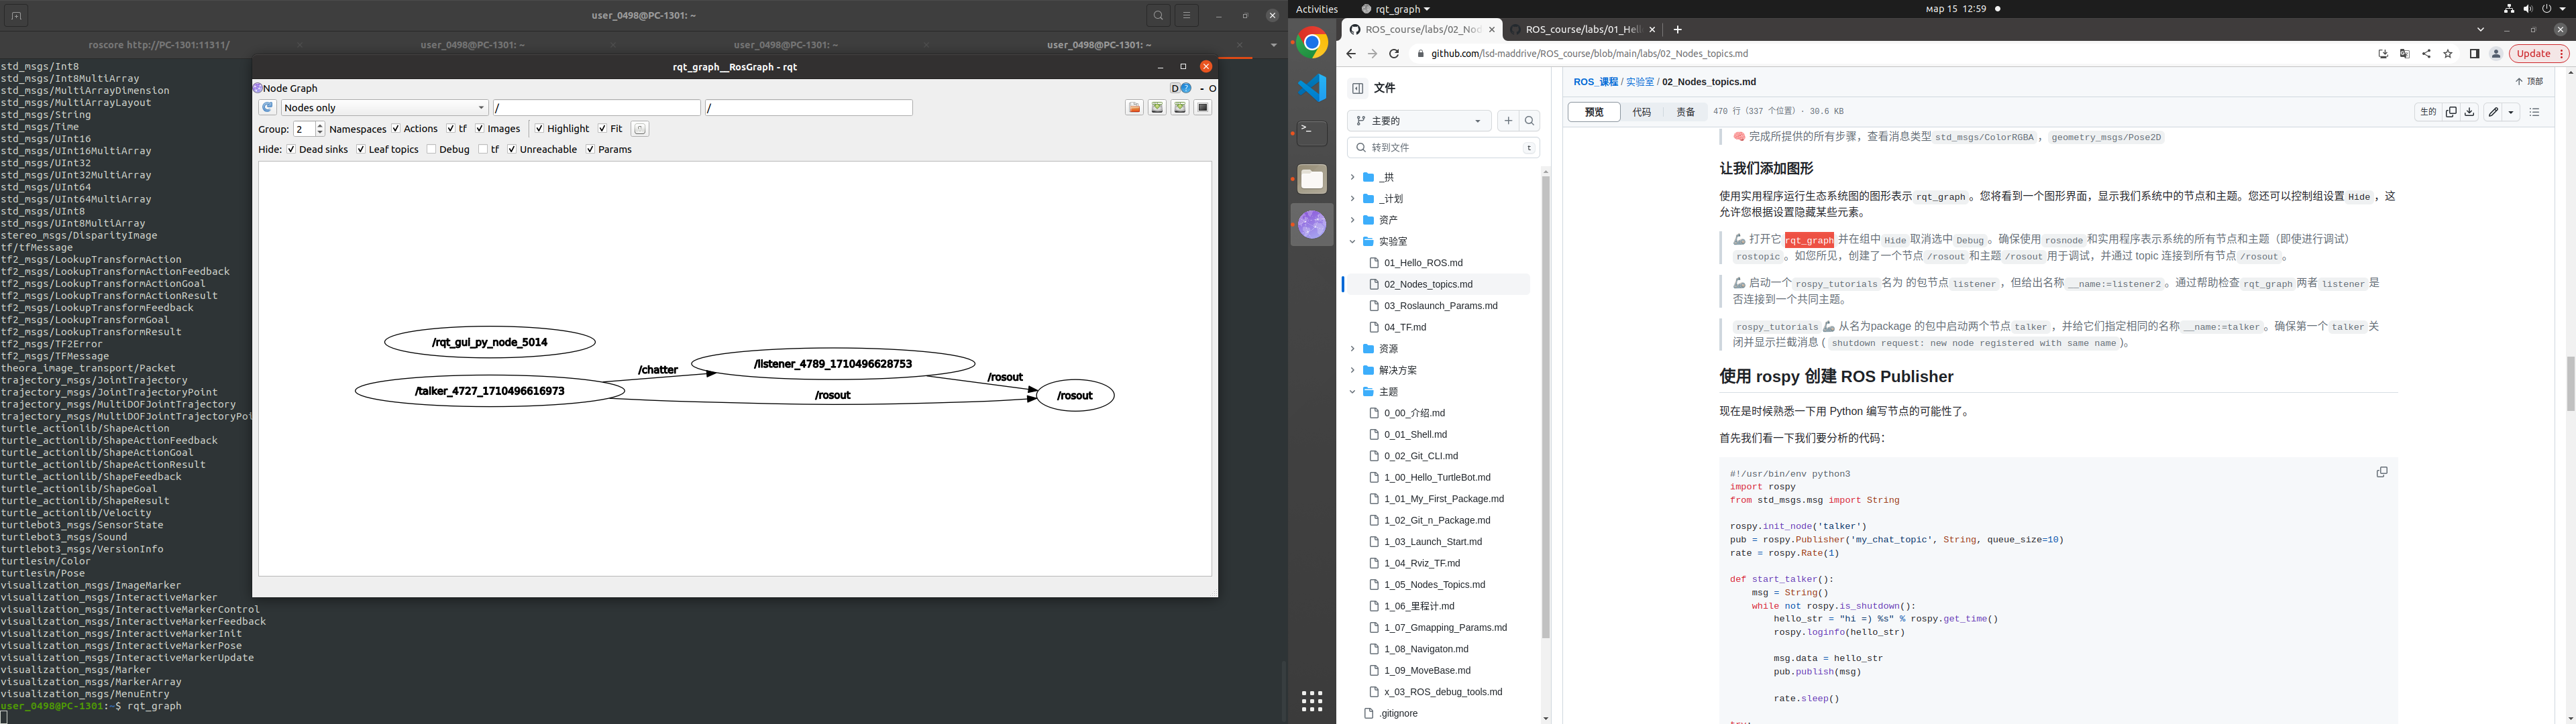 user_0498@PC-1301: ~
roscore http://PC-1301:11311/
user_0498@PC-1301: ~
user_0498@PC-1301: ~
user_0498@PC-1301: ~
std_msgs/Int8
std_msgs/Int8MultiArray
std_msgs/MultiArrayDimension
std_msgs/MultiArrayLayout
std_msgs/String
std_msgs/Time
std_msgs/UInt16
std_msgs/UInt16MultiArray
std_msgs/UInt32
std_msgs/UInt32MultiArray
std_msgs/UInt64
std_msgs/UInt64MultiArray
std_msgs/UInt8
std_msgs/UInt8MultiArray
stereo_msgs/DisparityImage
tf/tfMessage
tf2_msgs/LookupTransformAction
tf2_msgs/LookupTransformActionFeedback
tf2_msgs/LookupTransformActionGoal
tf2_msgs/LookupTransformActionResult
tf2_msgs/LookupTransformFeedback
tf2_msgs/LookupTransformGoal
tf2_msgs/LookupTransformResult
tf2_msgs/TF2Error
tf2_msgs/TFMessage
theora_image_transport/Packet
trajectory_msgs/JointTrajectory
trajectory_msgs/JointTrajectoryPoint
trajectory_msgs/MultiDOFJointTrajectory
trajectory_msgs/MultiDOFJointTrajectoryPoi
turtle_actionlib/ShapeAction
turtle_actionlib/ShapeActionFeedback
turtle_actionlib/ShapeActionGoal
turtle_actionlib/ShapeActionResult
turtle_actionlib/ShapeFeedback
turtle_actionlib/ShapeGoal
turtle_actionlib/ShapeResult
turtle_actionlib/Velocity
turtlebot3_msgs/SensorState
turtlebot3_msgs/Sound
turtlebot3_msgs/VersionInfo
turtlesim/Color
turtlesim/Pose
visualization_msgs/ImageMarker
visualization_msgs/InteractiveMarker
visualization_msgs/InteractiveMarkerControl
visualization_msgs/InteractiveMarkerFeedback
visualization_msgs/InteractiveMarkerInit
visualization_msgs/InteractiveMarkerPose
visualization_msgs/InteractiveMarkerUpdate
visualization_msgs/Marker
visualization_msgs/MarkerArray
visualization_msgs/MenuEntry
user_0498@PC-1301:~$ rqt_graph
rqt_graph__RosGraph - rqt
Node Graph
D ? - O
Nodes only / /
Group: 2 Namespaces Actions tf Images Highlight Fit
Hide: Dead sinks Leaf topics Debug tf Unreachable Params
/rqt_gui_py_node_5014
/chatter
/listener_4789_1710496628753
/talker_4727_1710496616973
/rosout
/rosout
/rosout
Activities rqt_graph мар 15 12:59
ROS_course/labs/02_Nod
ROS_course/labs/01_Hell
github.com/lsd-maddrive/ROS_course/blob/main/labs/02_Nodes_topics.md
Update
文件
主要的
转到文件 t
_拱
_计划
资产
实验室
01_Hello_ROS.md
02_Nodes_topics.md
03_Roslaunch_Params.md
04_TF.md
资源
解决方案
主题
0_00_介绍.md
0_01_Shell.md
0_02_Git_CLI.md
1_00_Hello_TurtleBot.md
1_01_My_First_Package.md
1_02_Git_n_Package.md
1_03_Launch_Start.md
1_04_Rviz_TF.md
1_05_Nodes_Topics.md
1_06_里程计.md
1_07_Gmapping_Params.md
1_08_Navigaton.md
1_09_MoveBase.md
x_03_ROS_debug_tools.md
.gitignore
ROS_课程 / 实验室 / 02_Nodes_topics.md
顶部
预览 代码 责备 470 行（337 个位置）· 30.6 KB
生的
完成所提供的所有步骤，查看消息类型 std_msgs/ColorRGBA， geometry_msgs/Pose2D
让我们添加图形
使用实用程序运行生态系统图的图形表示 rqt_graph。您将看到一个图形界面，显示我们系统中的节点和主题。您还可以控制组设置 Hide，这
允许您根据设置隐藏某些元素。
打开它 rqt_graph 并在组中 Hide 取消选中 Debug。确保使用 rosnode 和实用程序表示系统的所有节点和主题（即使进行调试）
rostopic。如您所见，创建了一个节点 /rosout 和主题 /rosout 用于调试，并通过 topic 连接到所有节点 /rosout。
启动一个 rospy_tutorials 名为 的包节点 listener，但给出名称 __name:=listener2。通过帮助检查 rqt_graph 两者 listener 是
否连接到一个共同主题。
rospy_tutorials 从名为package 的包中启动两个节点 talker，并给它们指定相同的名称 __name:=talker。确保第一个 talker 关
闭并显示拦截消息 ( shutdown request: new node registered with same name )。
使用 rospy 创建 ROS Publisher
现在是时候熟悉一下用 Python 编写节点的可能性了。
首先我们看一下我们要分析的代码：
#!/usr/bin/env python3
import rospy
from std_msgs.msg import String
rospy.init_node('talker')
pub = rospy.Publisher('my_chat_topic', String, queue_size=10)
rate = rospy.Rate(1)
def start_talker():
msg = String()
while not rospy.is_shutdown():
hello_str = "hi =) %s" % rospy.get_time()
rospy.loginfo(hello_str)
msg.data = hello_str
pub.publish(msg)
rate.sleep()
try: